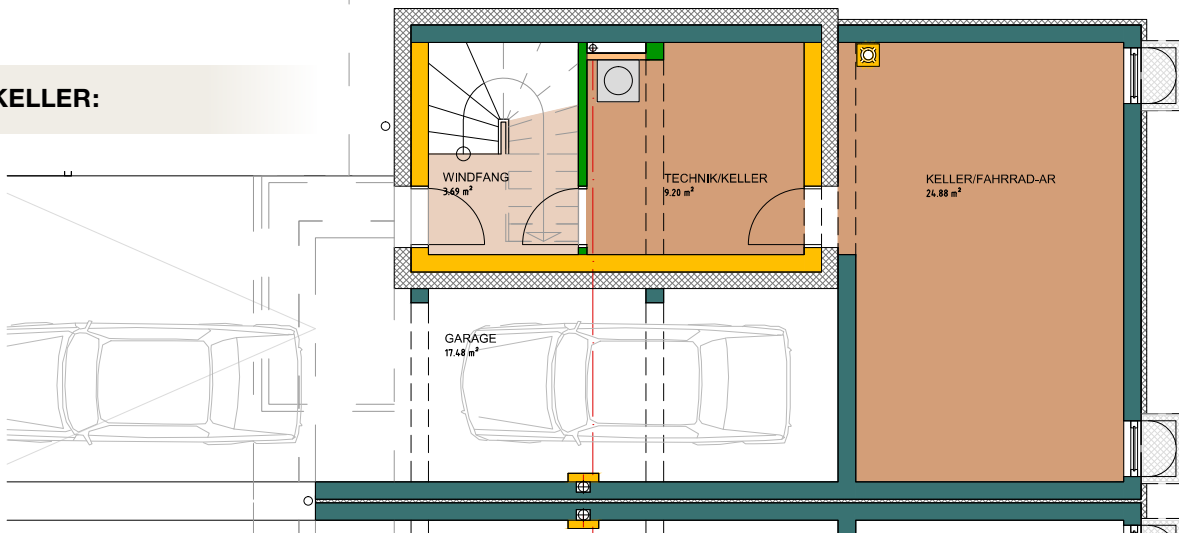 KELLER:
WINDFANG
3.69 m²
TECHNIK/KELLER
9.20 m²
KELLER/FAHRRAD-AR
24.88 m²
GARAGE
17.48 m²